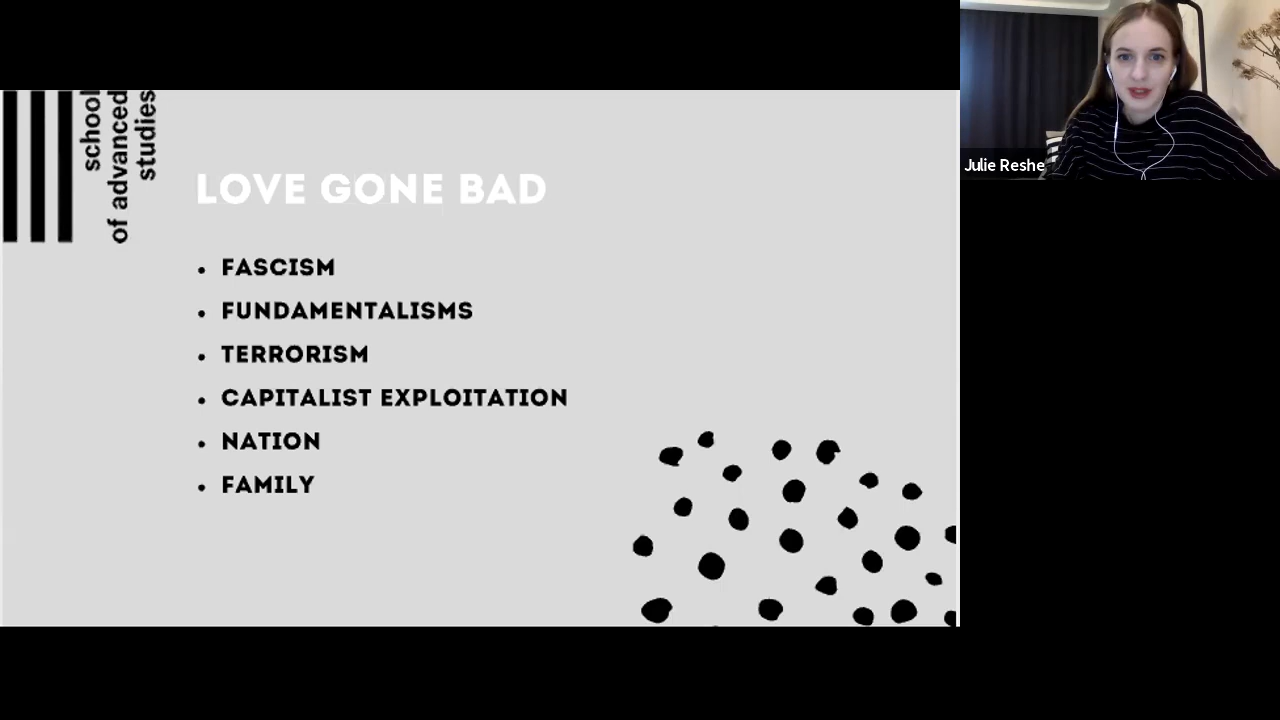 school
of advanced
studies
LOVE GONE BAD
• FASCISM
• FUNDAMENTALISMS
• TERRORISM
• CAPITALIST EXPLOITATION
• NATION
• FAMILY
Julie Reshe